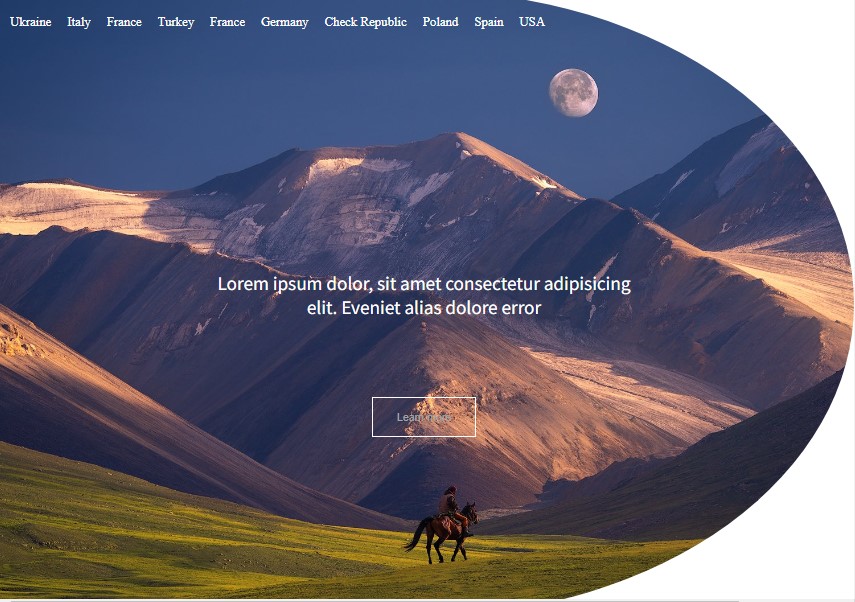 Ukraine Italy France Turkey France Germany Check Republic Poland Spain USA
Lorem ipsum dolor, sit amet consectetur adipisicing
elit. Eveniet alias dolore error
Learn more